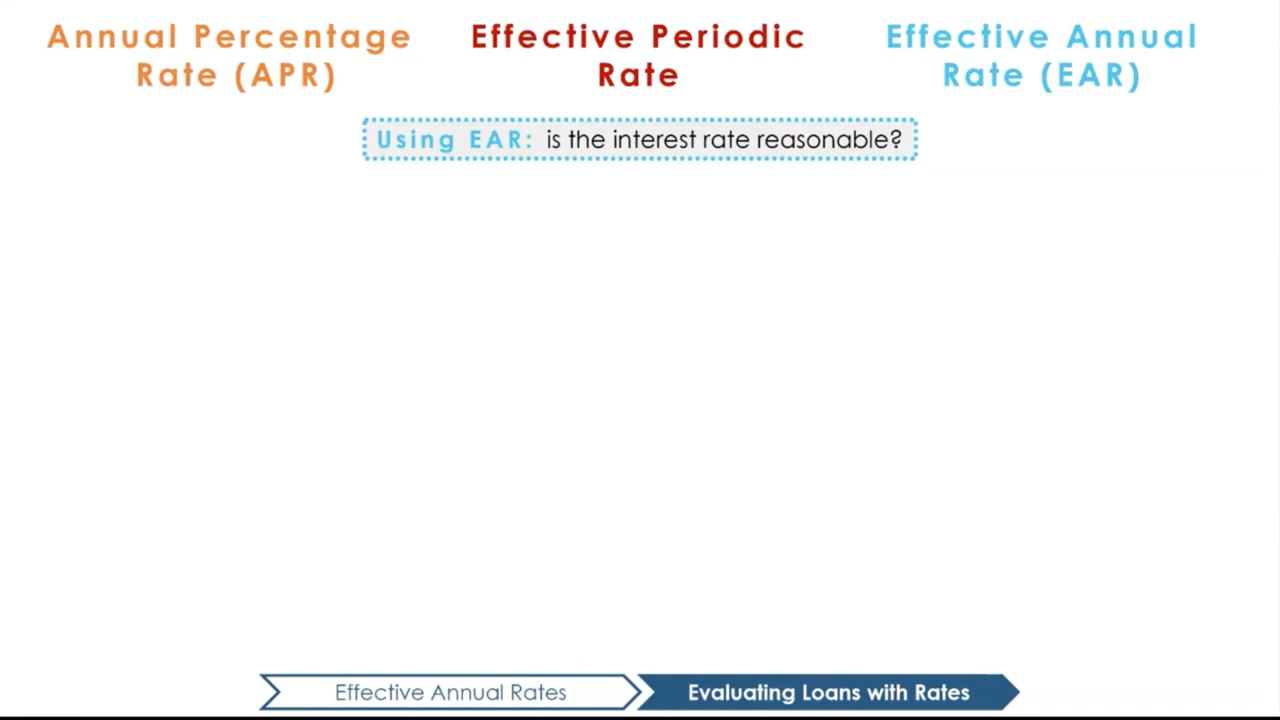 Annual Percentage
Rate (APR)
Effective Periodic
Rate
Effective Annual
Rate (EAR)
Using EAR: is the interest rate reasonable?
Effective Annual Rates
Evaluating Loans with Rates